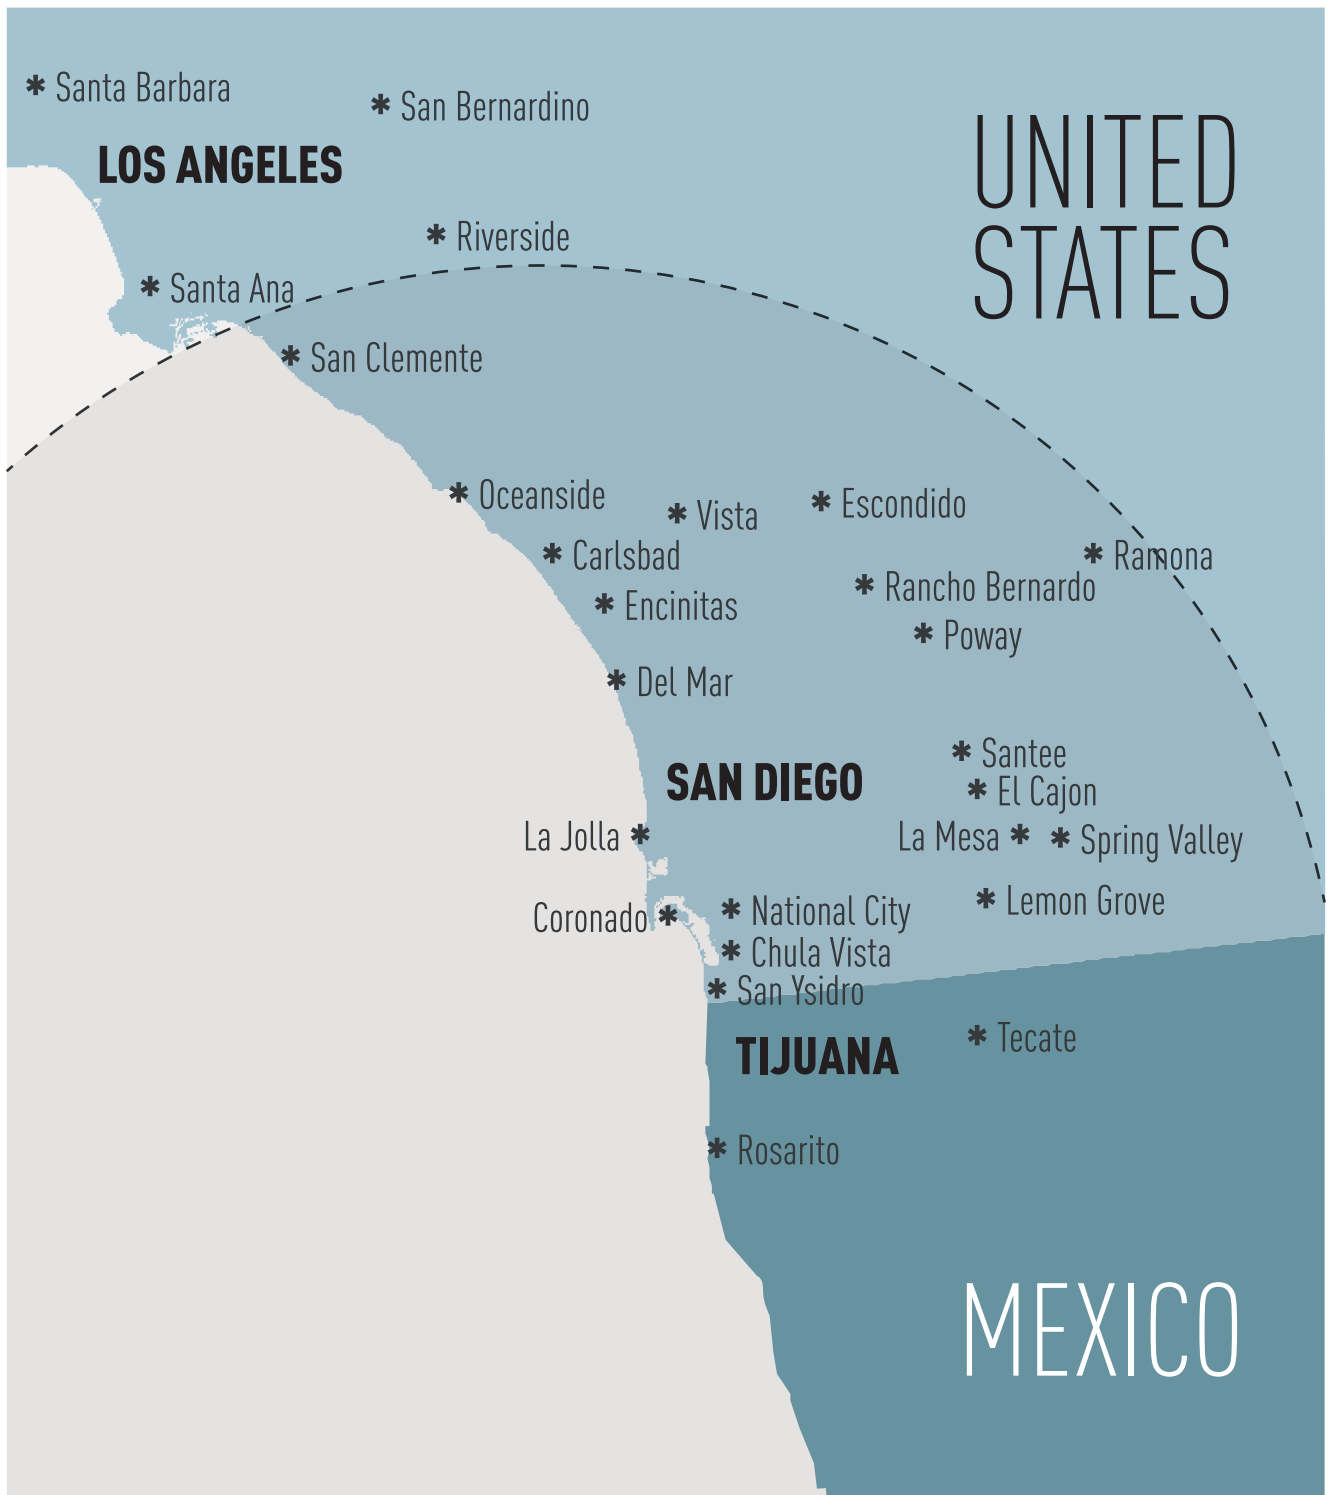 Santa Barbara
San Bernardino
UNITED
STATES
LOS ANGELES
Riverside
Santa Ana
San Clemente
Oceanside
Vista
Escondido
Carlsbad
Ramona
Rancho Bernardo
Encinitas
Poway
Del Mar
Santee
SAN DIEGO
El Cajon
La Jolla
La Mesa
Spring Valley
Lemon Grove
National City
Coronado
Chula Vista
San Ysidro
Tecate
TIJUANA
Rosarito
MEXICO